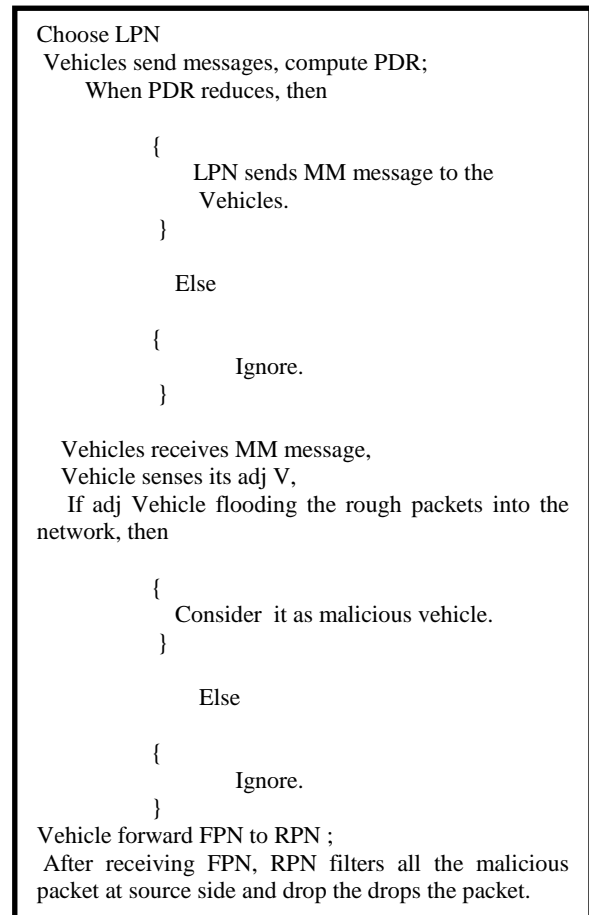 Choose LPN
Vehicles send messages, compute PDR;
When PDR reduces, then
{
LPN sends MM message to the
Vehicles.
}
Else
{
Ignore.
}
Vehicles receives MM message,
Vehicle senses its adj V,
If adj Vehicle flooding the rough packets into the
network, then
{
Consider it as malicious vehicle.
}
Else
{
Ignore.
}
Vehicle forward FPN to RPN ;
After receiving FPN, RPN filters all the malicious
packet at source side and drop the drops the packet.